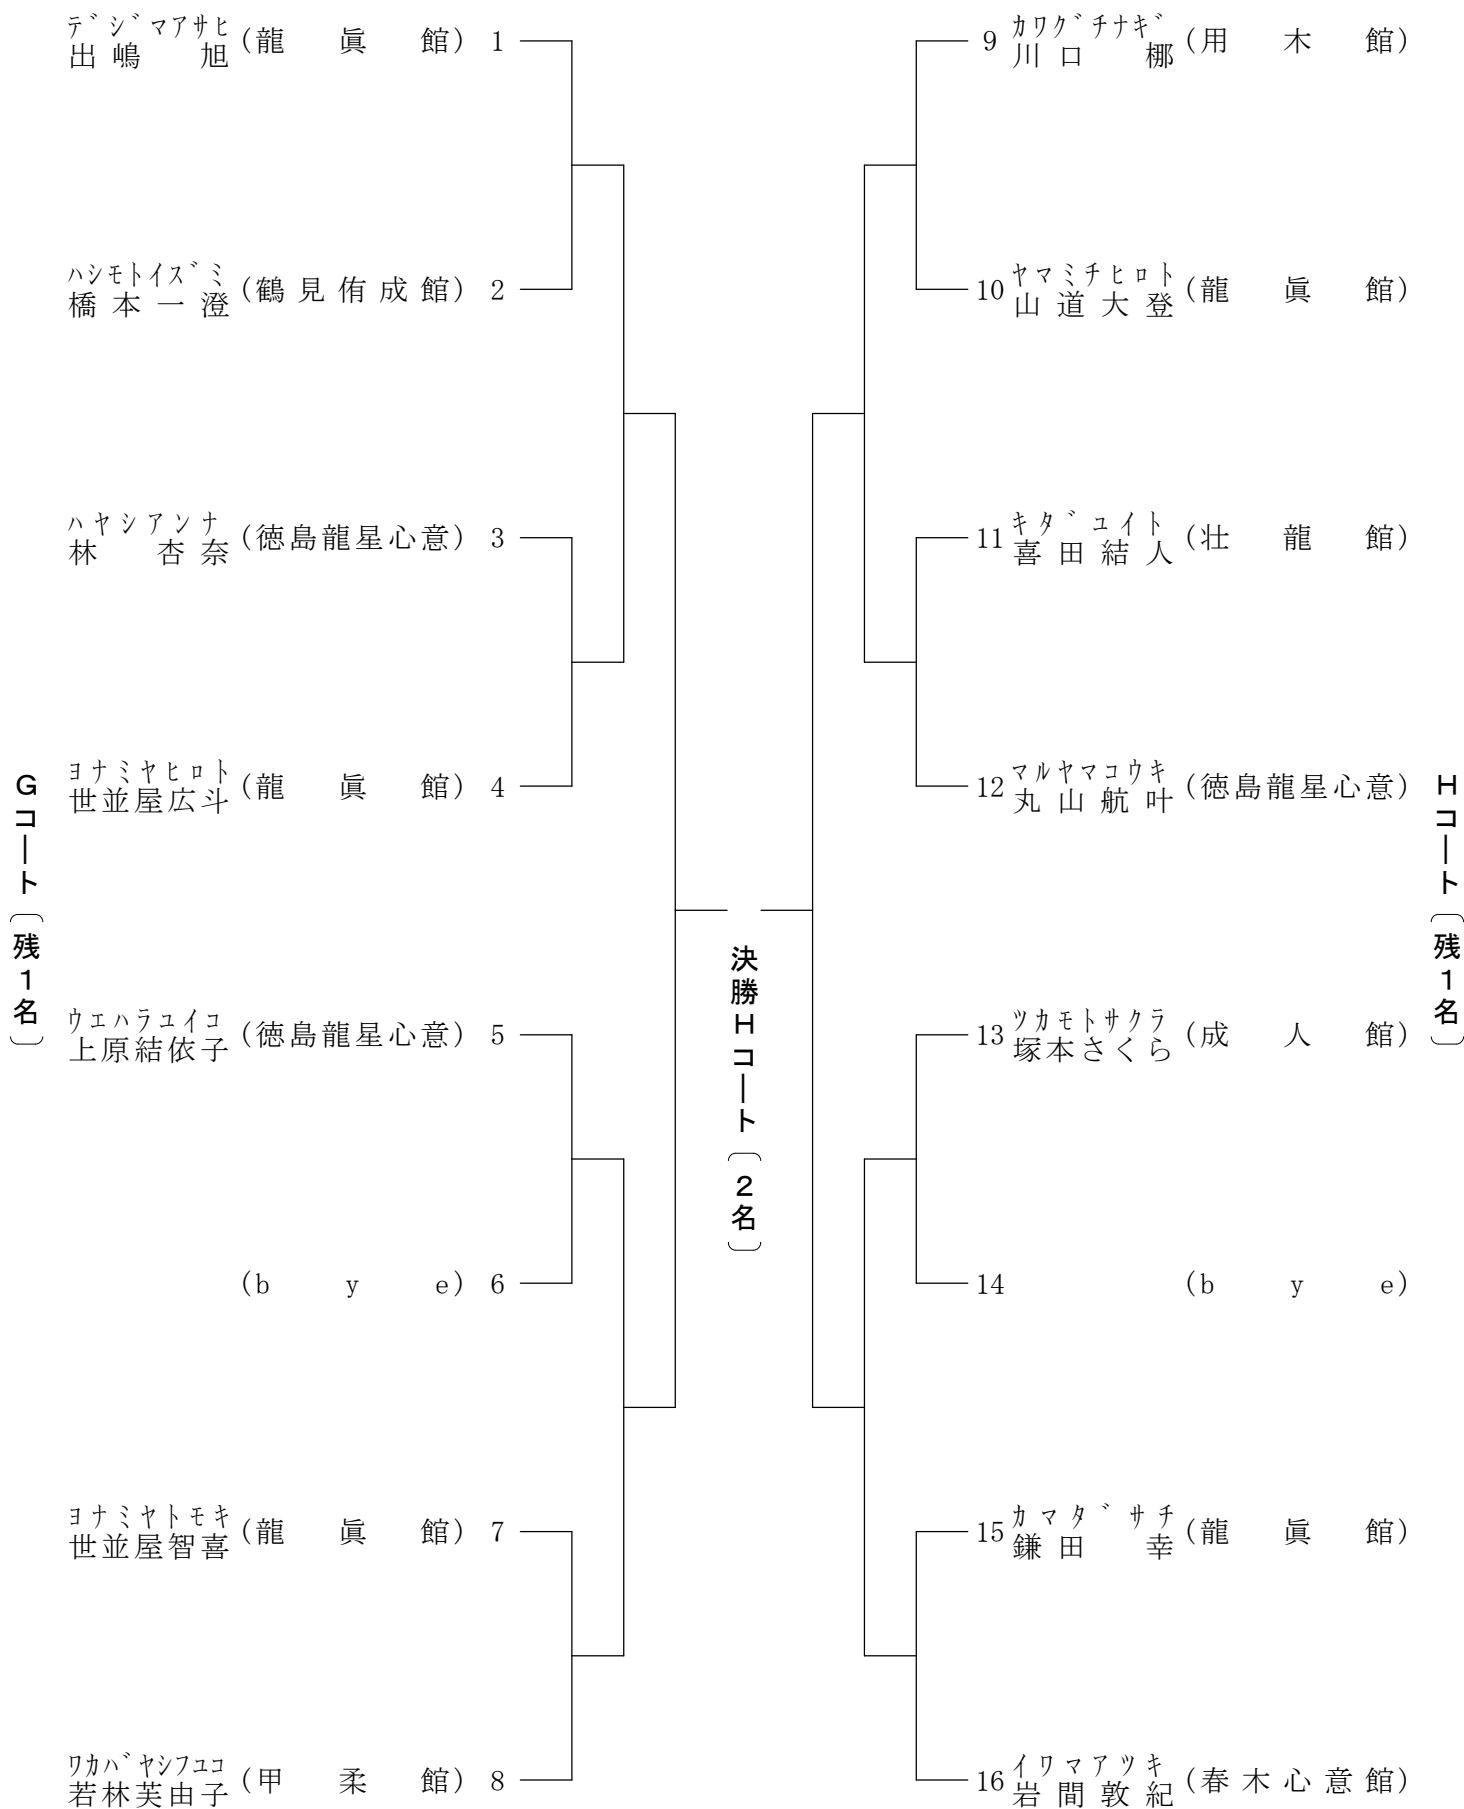 Gコート〔残1名〕
デジマアサヒ
出嶋 旭 (龍眞館) 1
ハシモトイズミ
橋本一澄 (鶴見侑成館) 2
ハヤシアンナ
林 杏奈 (徳島龍星心意) 3
ヨナミヤヒロト
世並屋広斗 (龍眞館) 4
ウエハラユイコ
上原結依子 (徳島龍星心意) 5
(bye) 6
ヨナミヤトモキ
世並屋智喜 (龍眞館) 7
ワカバヤシフユコ
若林芙由子 (甲柔館) 8
決勝Hコート〔2名〕
カワグチナギ
9 川口 梛 (用木館)
ヤマミチヒロト
10 山道大登 (龍眞館)
キダユイト
11 喜田結人 (壮龍館)
マルヤマコウキ
12 丸山航叶 (徳島龍星心意)
ツカモトサクラ
13 塚本さくら (成人館)
14 (bye)
カマダサチ
15 鎌田 幸 (龍眞館)
イワマアツキ
16 岩間敦紀 (春木心意館)
Hコート〔残1名〕